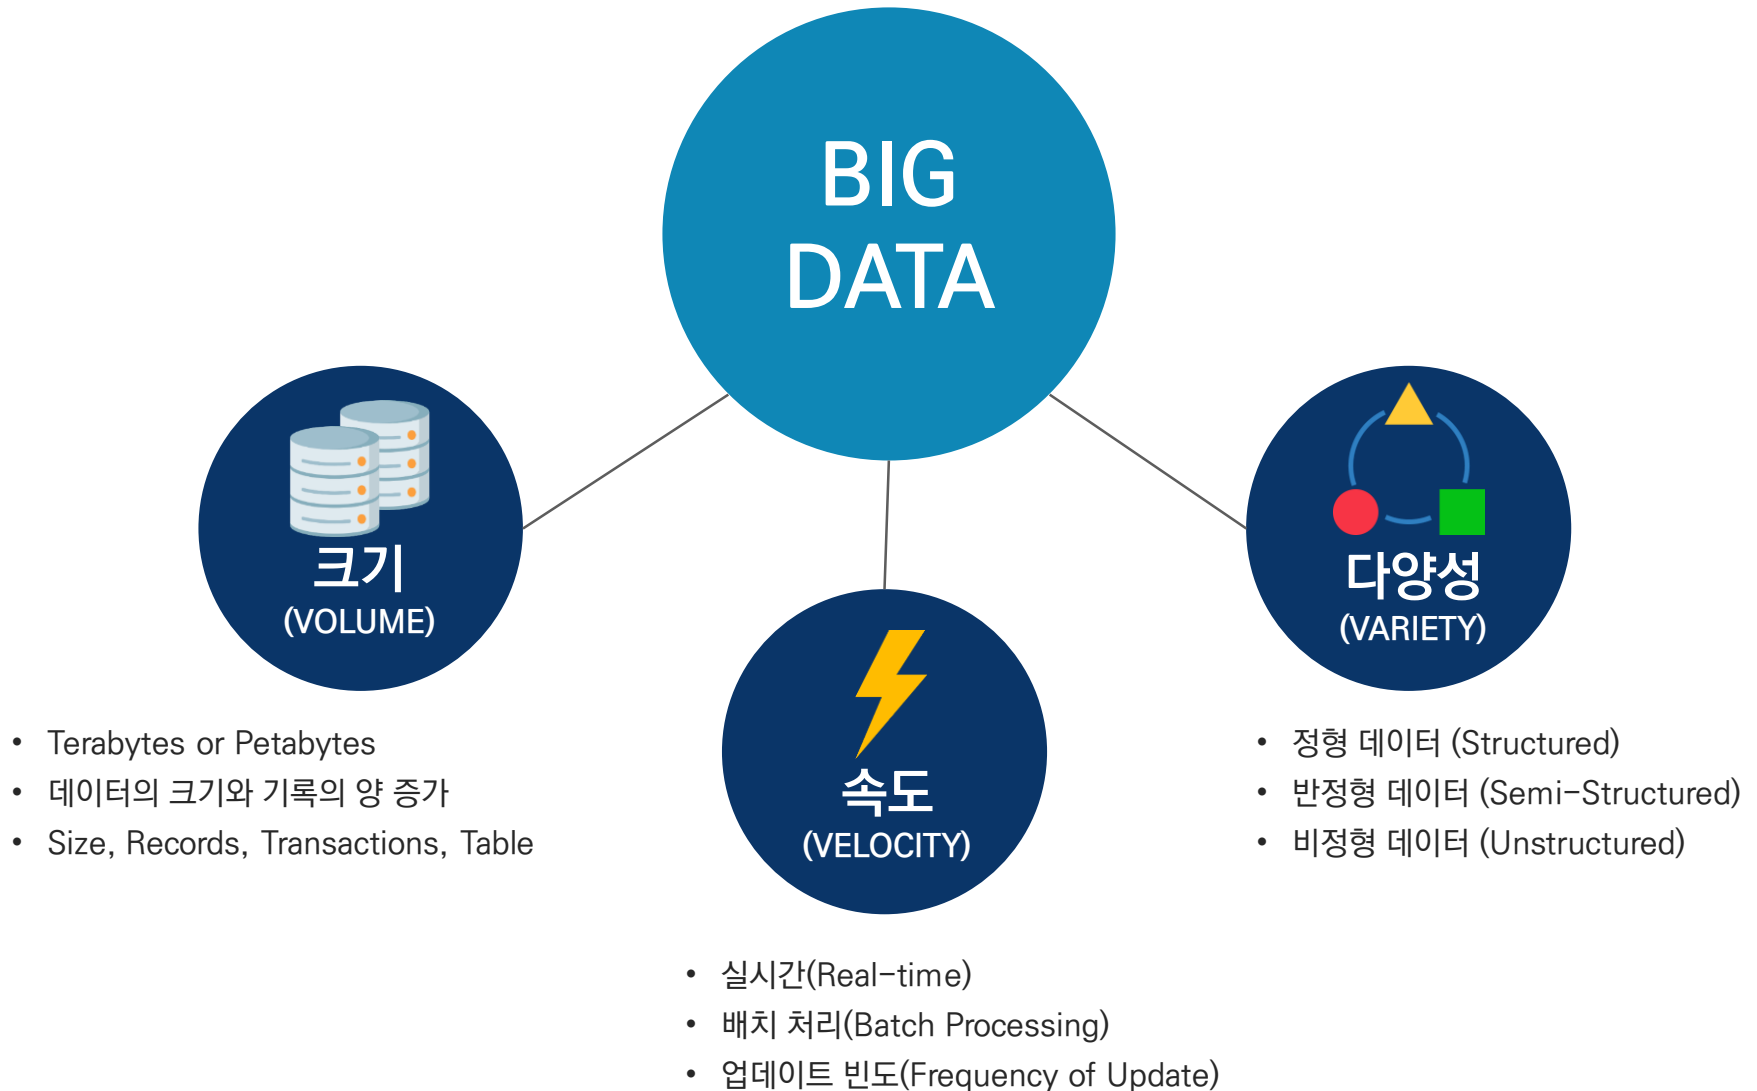 BIG
DATA
크기
(VOLUME)
• Terabytes or Petabytes
• 데이터의 크기와 기록의 양 증가
• Size, Records, Transactions, Table
속도
(VELOCITY)
• 실시간(Real-time)
• 배치 처리(Batch Processing)
• 업데이트 빈도(Frequency of Update)
다양성
(VARIETY)
• 정형 데이터 (Structured)
• 반정형 데이터 (Semi-Structured)
• 비정형 데이터 (Unstructured)